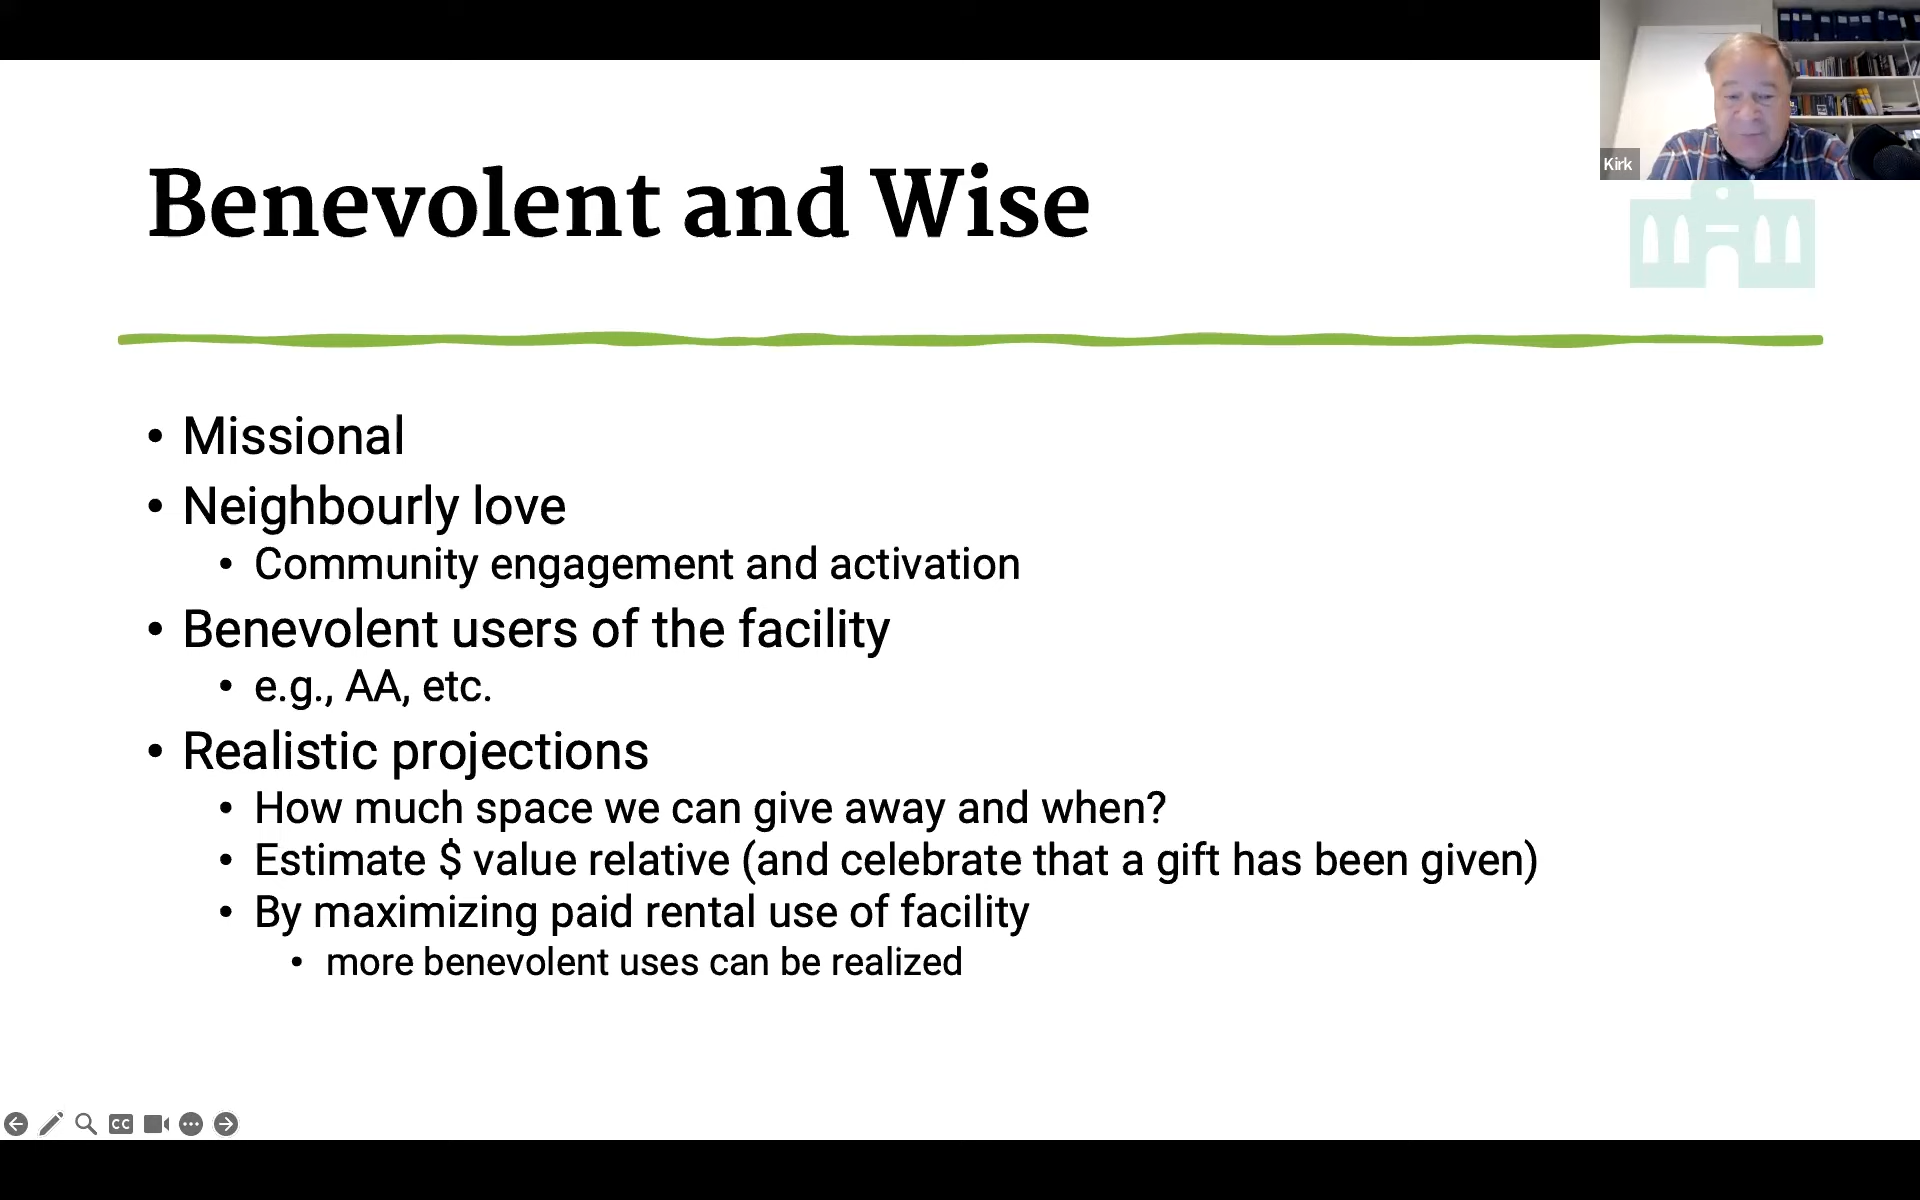 Kirk
Benevolent and Wise
• Missional
• Neighbourly love
• Community engagement and activation
• Benevolent users of the facility
• e.g., AA, etc.
• Realistic projections
• How much space we can give away and when?
• Estimate $ value relative (and celebrate that a gift has been given)
• By maximizing paid rental use of facility
• more benevolent uses can be realized
CC